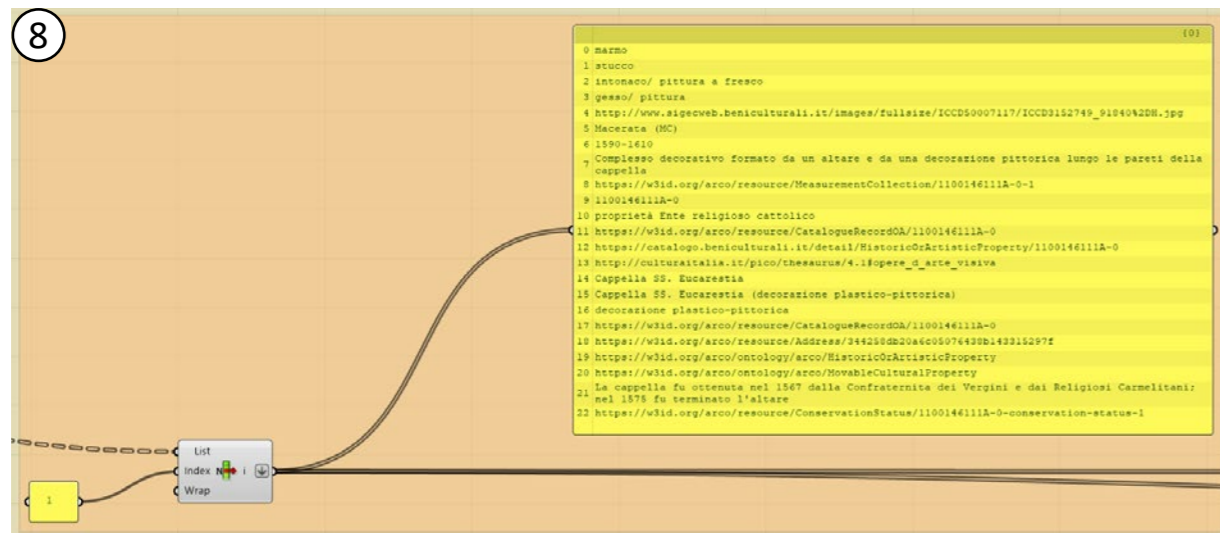 8
{0}
0 marmo
1 stucco
2 intonaco/ pittura a fresco
3 gesso/ pittura
4 http://www.sigecweb.beniculturali.it/images/fullsize/ICCD50007117/ICCD3152749_91840%2DH.jpg
5 Macerata (MC)
6 1590-1610
7 Complesso decorativo formato da un altare e da una decorazione pittorica lungo le pareti della
cappella
8 https://w3id.org/arco/resource/MeasurementCollection/1100146111A-0-1
9 1100146111A-0
10 proprietà Ente religioso cattolico
11 https://w3id.org/arco/resource/CatalogueRecordOA/1100146111A-0
12 https://catalogo.beniculturali.it/detail/HistoricOrArtisticProperty/1100146111A-0
13 http://culturaitalia.it/pico/thesaurus/4.1#opere_d_arte_visiva
14 Cappella SS. Eucarestia
15 Cappella SS. Eucarestia (decorazione plastico-pittorica)
16 decorazione plastico-pittorica
17 https://w3id.org/arco/resource/CatalogueRecordOA/1100146111A-0
18 https://w3id.org/arco/resource/Address/344258db20a6c05076438b143315297f
19 https://w3id.org/arco/ontology/arco/HistoricOrArtisticProperty
20 https://w3id.org/arco/ontology/arco/MovableCulturalProperty
21 La cappella fu ottenuta nel 1567 dalla Confraternita dei Vergini e dai Religiosi Carmelitani;
nel 1575 fu terminato l'altare
22 https://w3id.org/arco/resource/ConservationStatus/1100146111A-0-conservation-status-1
List
Index N i
Wrap
1